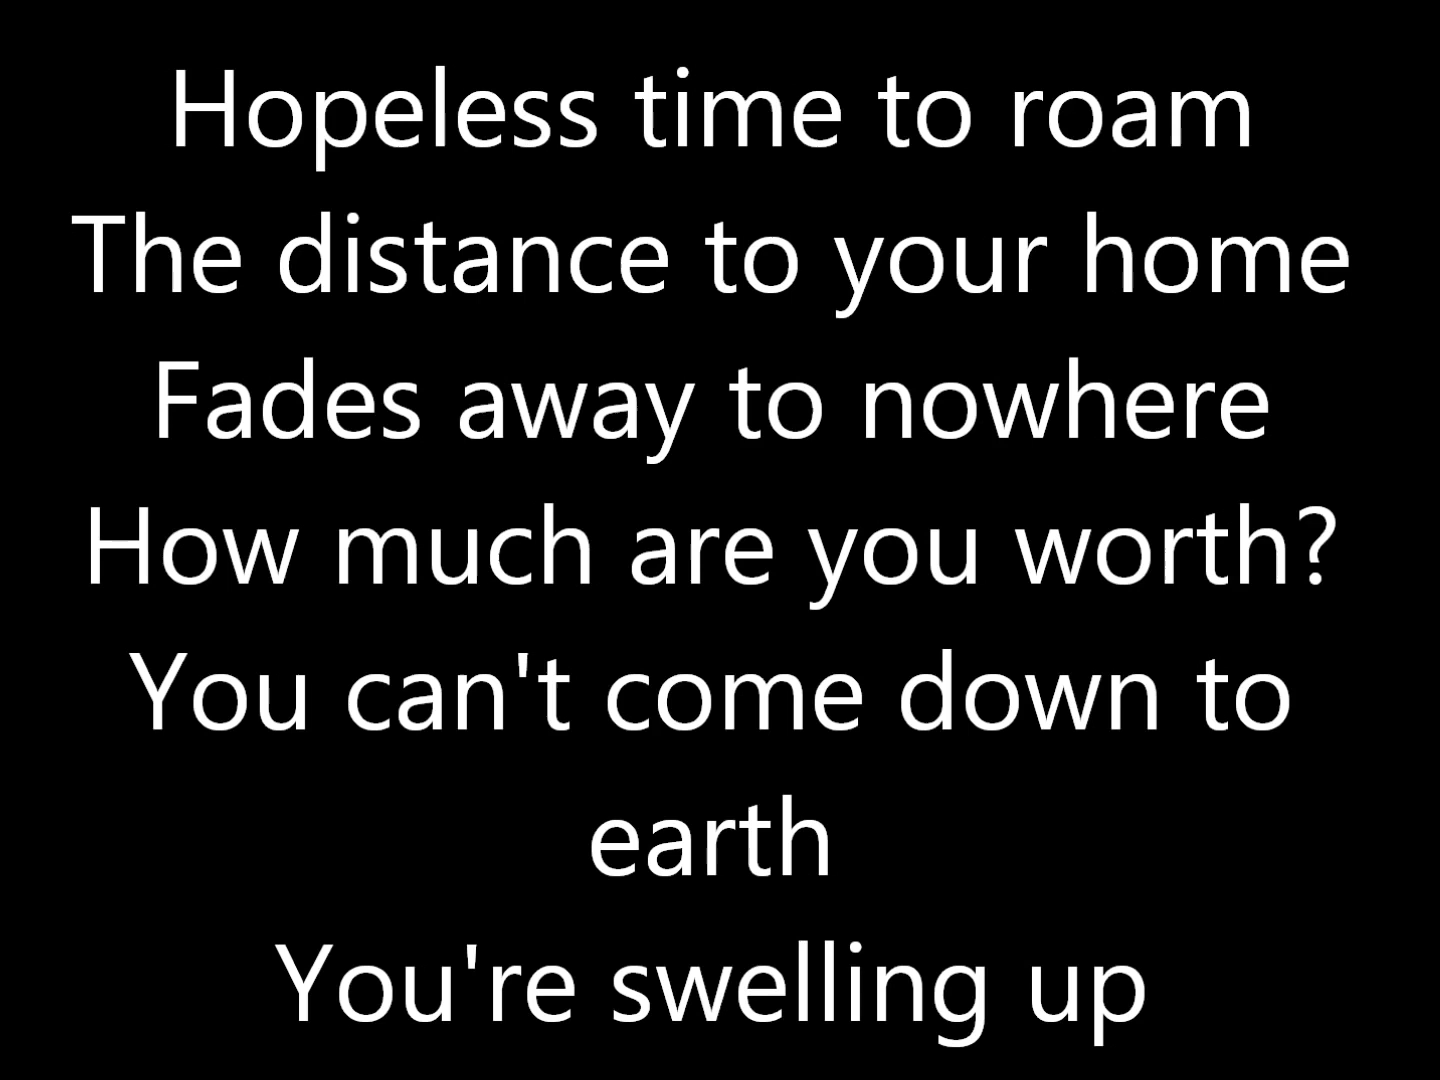 Hopeless time to roam
The distance to your home
Fades away to nowhere
How much are you worth?
You can't come down to
earth
You're swelling up